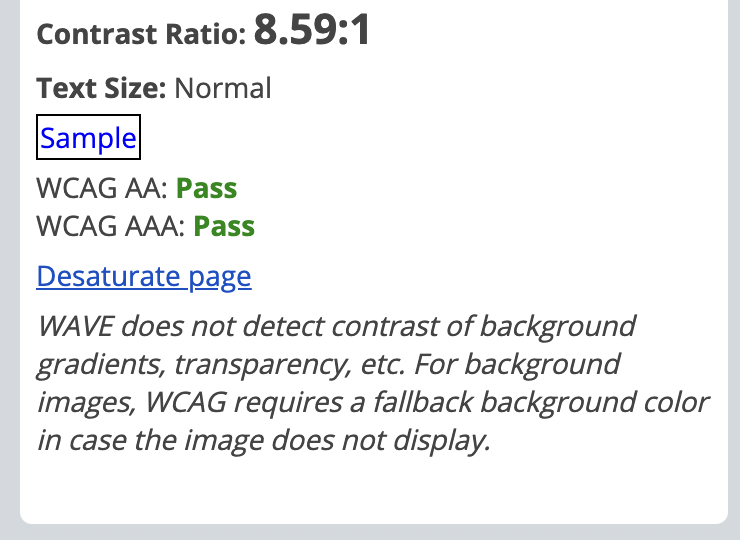 Contrast Ratio: 8.59:1
Text Size: Normal
Sample
WCAG AA: Pass
WCAG AAA: Pass
Desaturate page
WAVE does not detect contrast of background
gradients, transparency, etc. For background
images, WCAG requires a fallback background color
in case the image does not display.